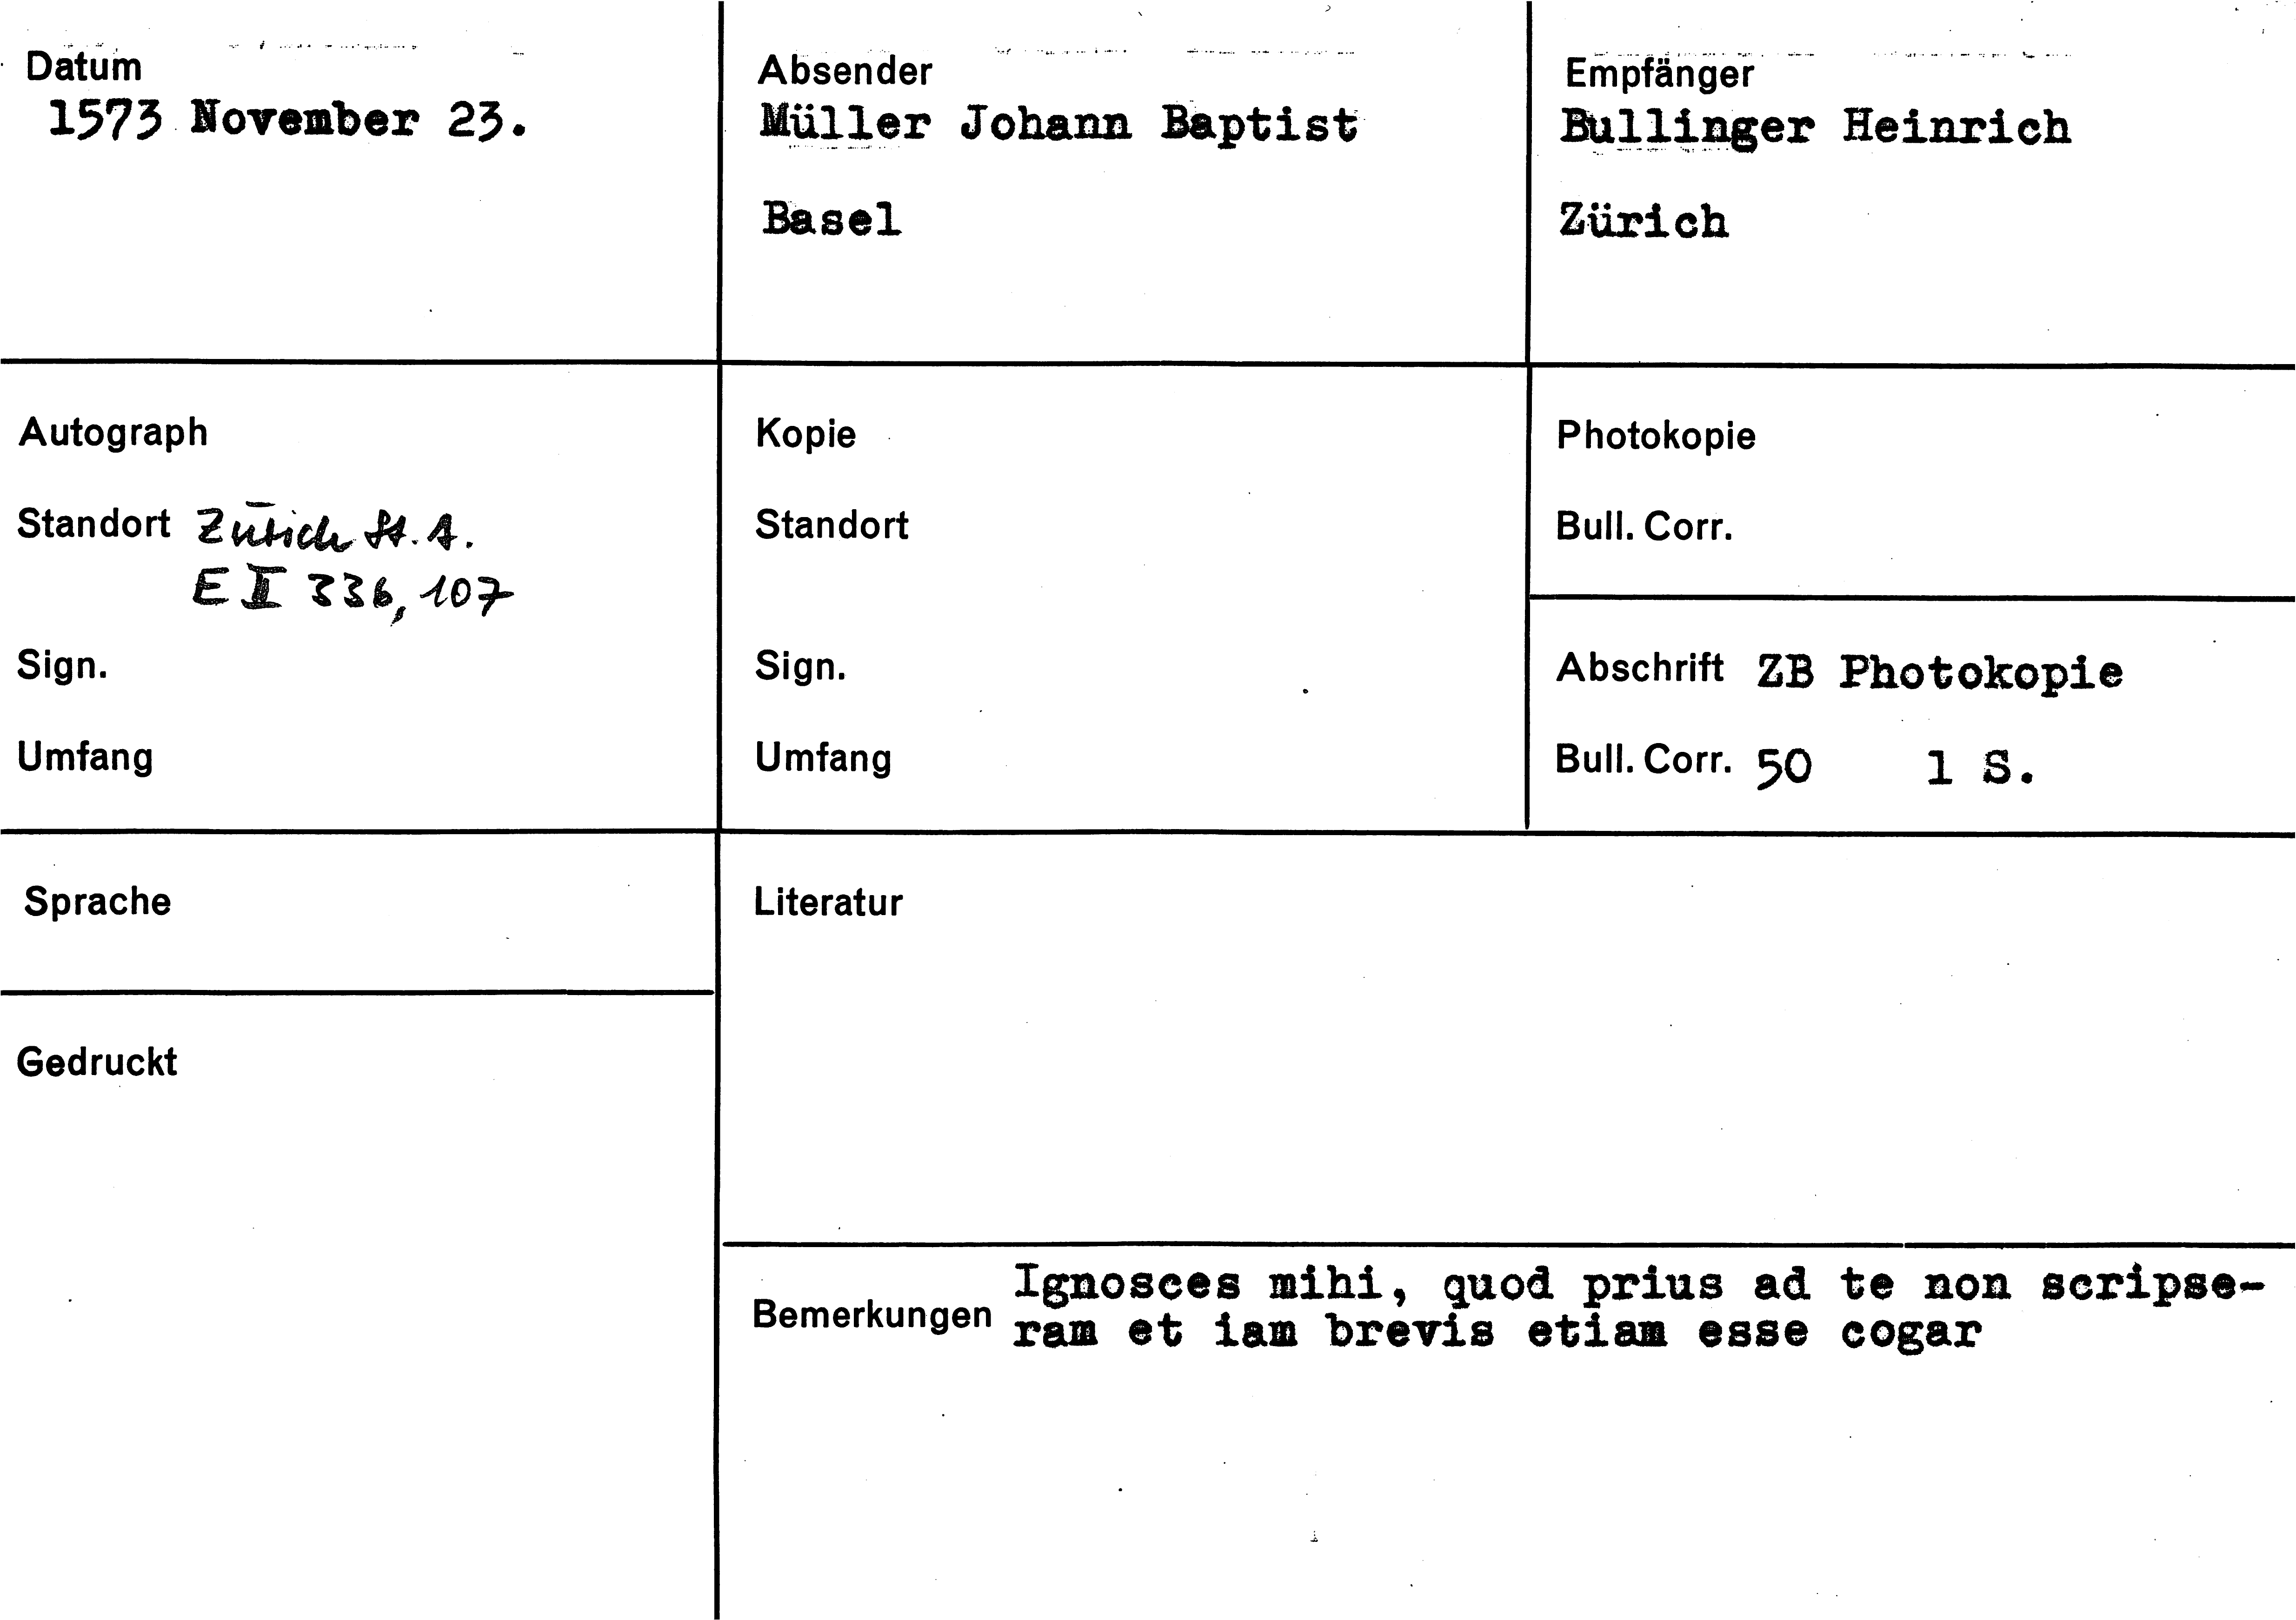 Datum
1573 November 23.
Absender
Müller Johann Baptist
Basel
Empfänger
Bullinger Heinrich
Zürich
Autograph
Standort Zürich St. A.
E II 336, 107
Sign.
Umfang
Kopie
Standort
Sign.
Umfang
Photokopie
Bull. Corr.
Abschrift ZB Photokopie
Bull. Corr. 50 1 S.
Sprache
Gedruckt
Literatur
Bemerkungen
Ignosces mihi, quod prius ad te non scripse-
ram et iam brevis etiam esse cogar